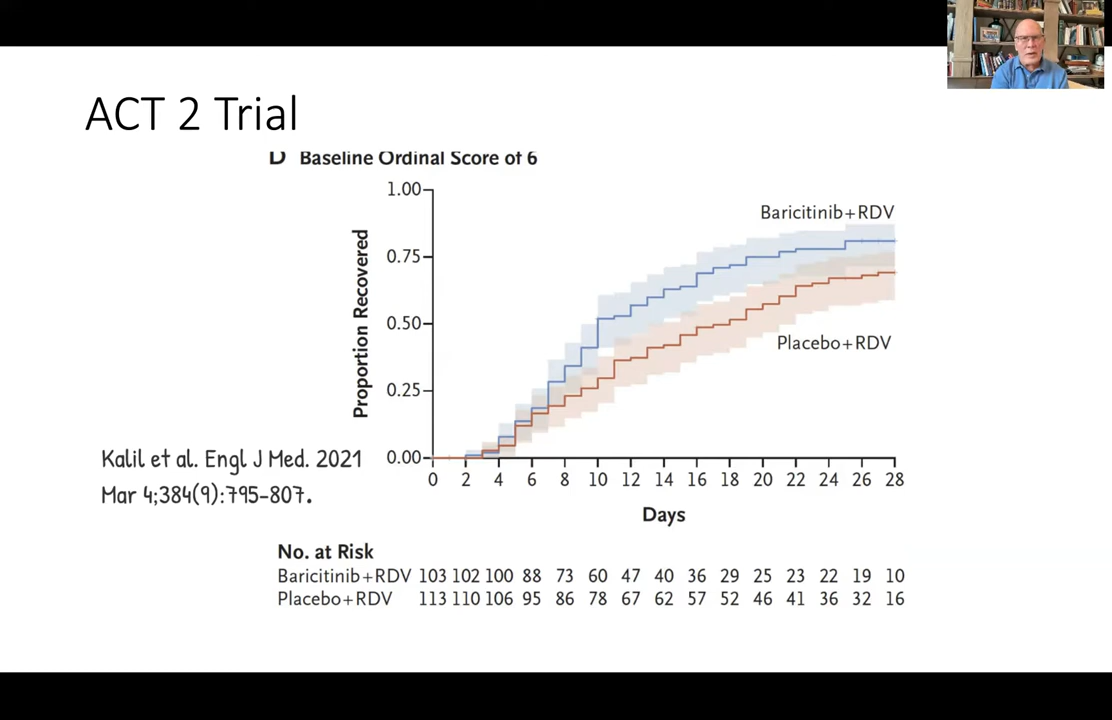 ACT 2 Trial
D Baseline Ordinal Score of 6
1.00
Baricitinib+RDV
0.75
0.50
Placebo+RDV
0.25
0.00
Proportion Recovered
0 2 4 6 8 10 12 14 16 18 20 22 24 26 28
Days
Kalil et al. Engl J Med. 2021
Mar 4;384(9):795-807.
No. at Risk
Baricitinib+RDV 103 102 100 88 73 60 47 40 36 29 25 23 22 19 10
Placebo+RDV 113 110 106 95 86 78 67 62 57 52 46 41 36 32 16